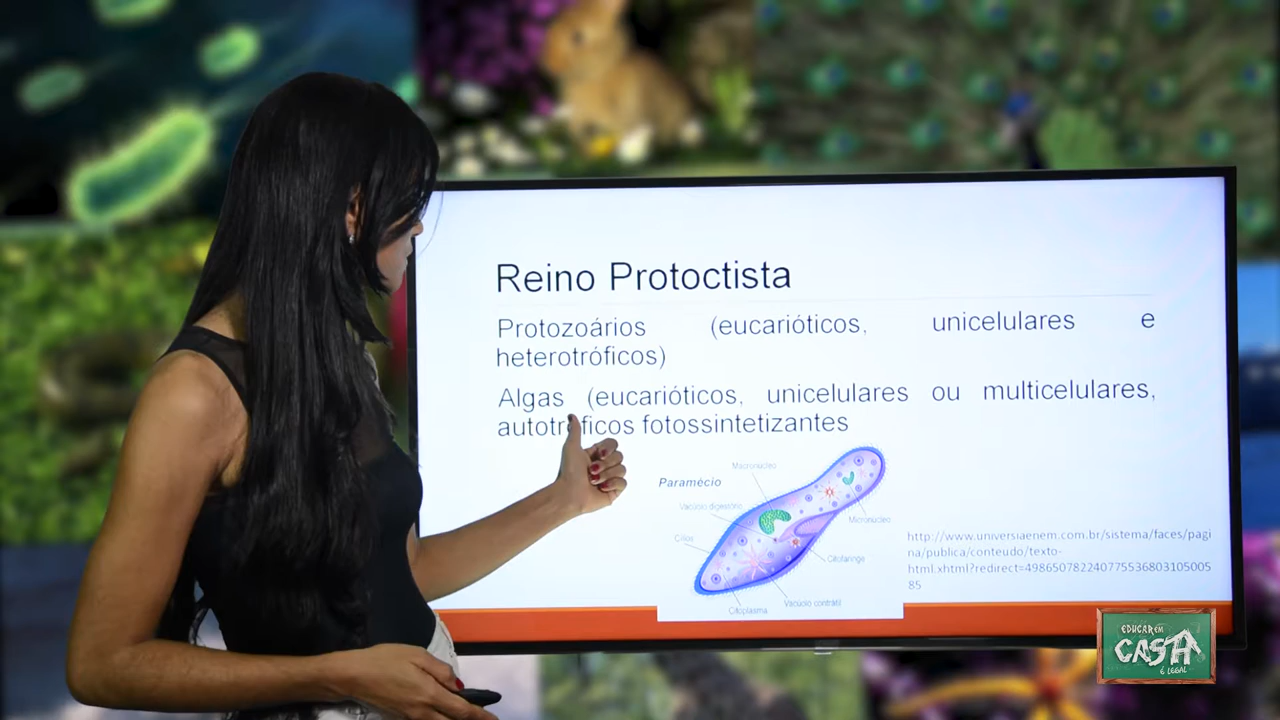 Reino Protoctista
Protozoários (eucarióticos, unicelulares e
heterotróficos)
Algas (eucarióticos, unicelulares ou multicelulares,
autotróficos fotossintetizantes
Macronúcleo
Paramécio
Vacúolo digestório
Micronúcleo
Cílios
Citofaringe
Vacúolo contrátil
Citoplasma
http://www.universiaenem.com.br/sistema/faces/pagi
na/publica/conteudo/texto-
html.xhtml?redirect=49865078224077553680310500​5
85
EDUCAR EM
CASA
É LEGAL